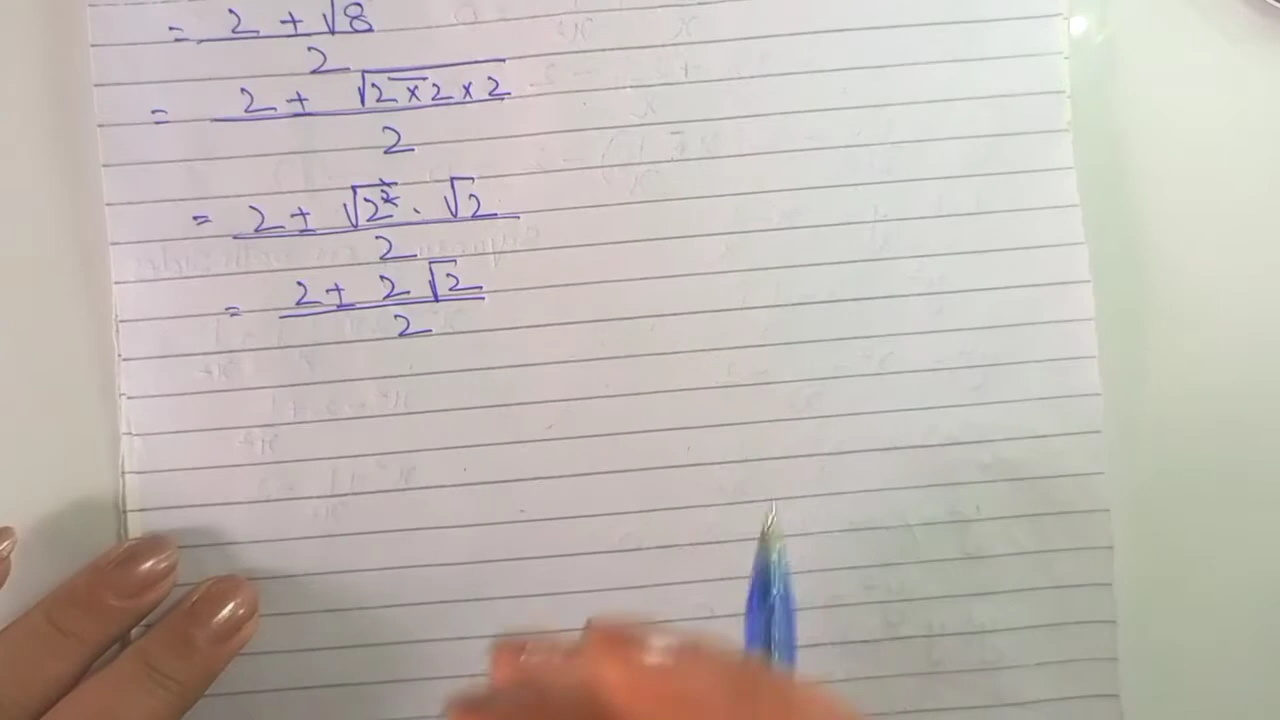 = 2 + √8 / 2
= 2 + √2×2×2 / 2
= 2 + √2² · √2 / 2
= 2 + 2√2 / 2